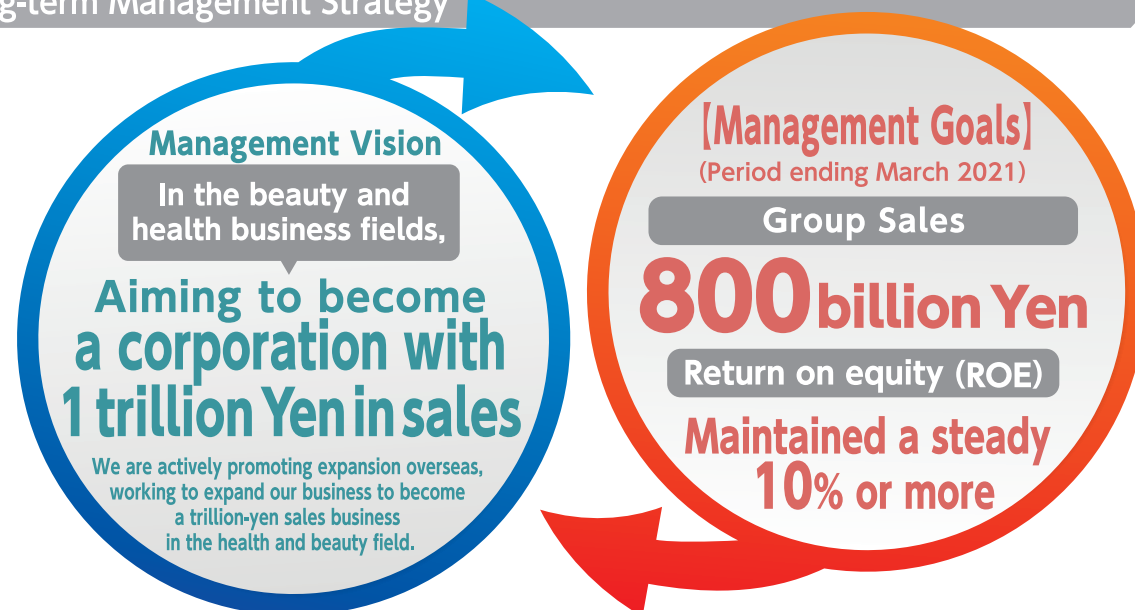 g-term Management Strategy
Management Vision
In the beauty and
health business fields,
Aiming to become
a corporation with
1 trillion Yen in sales
We are actively promoting expansion overseas,
working to expand our business to become
a trillion-yen sales business
in the health and beauty field.
【Management Goals】
(Period ending March 2021)
Group Sales
800 billion Yen
Return on equity (ROE)
Maintained a steady
10% or more